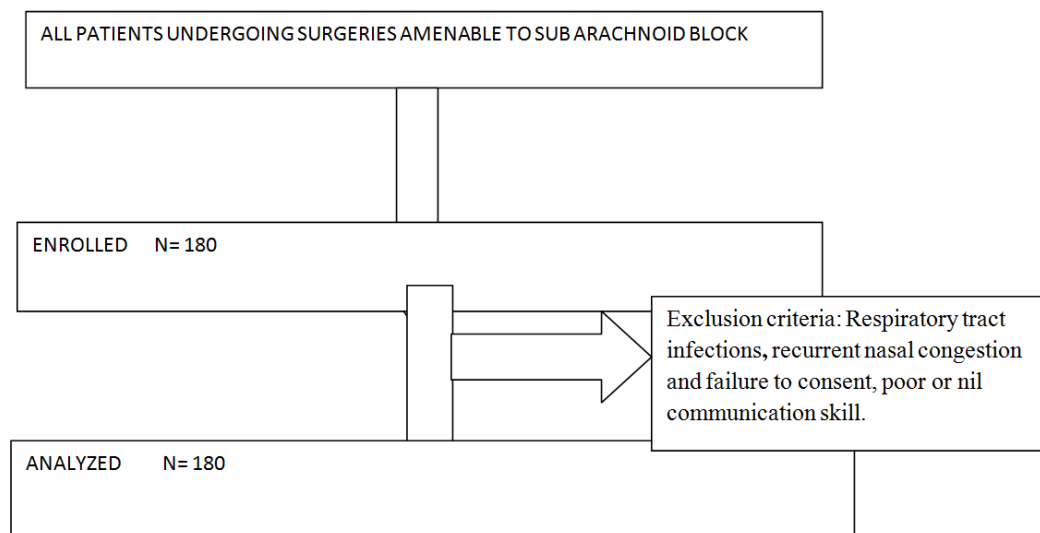 ALL PATIENTS UNDERGOING SURGERIES AMENABLE TO SUB ARACHNOID BLOCK
ENROLLED N= 180
Exclusion criteria: Respiratory tract
infections, recurrent nasal congestion
and failure to consent, poor or nil
communication skill.
ANALYZED N= 180